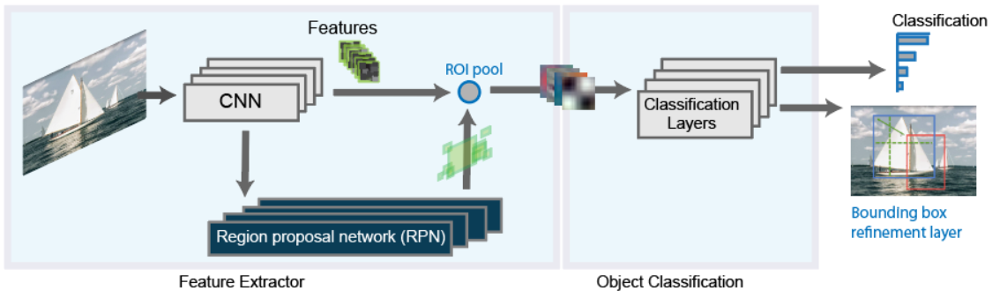 Features
Classification
ROI pool
CNN
Classification
Layers
Region proposal network (RPN)
Bounding box
refinement layer
Feature Extractor
Object Classification